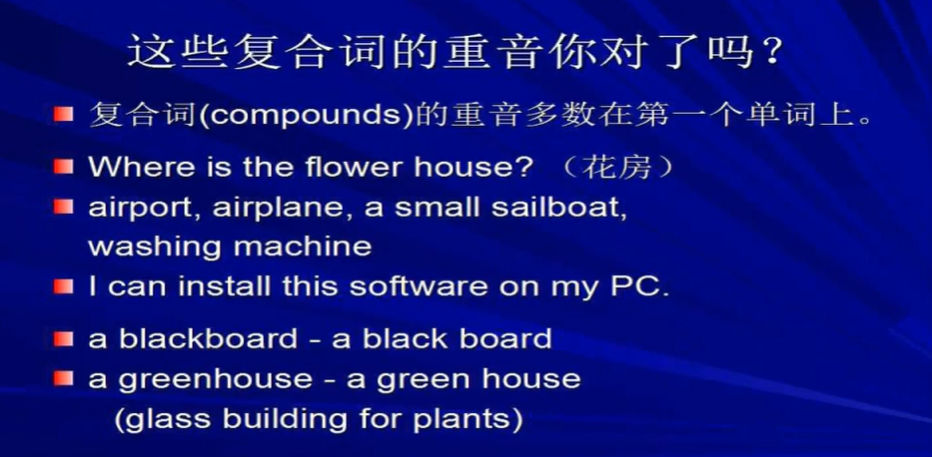 这些复合词的重音你对了吗？
复合词(compounds)的重音多数在第一个单词上。
Where is the flower house? （花房）
airport, airplane, a small sailboat,
washing machine
I can install this software on my PC.
a blackboard - a black board
a greenhouse - a green house
(glass building for plants)